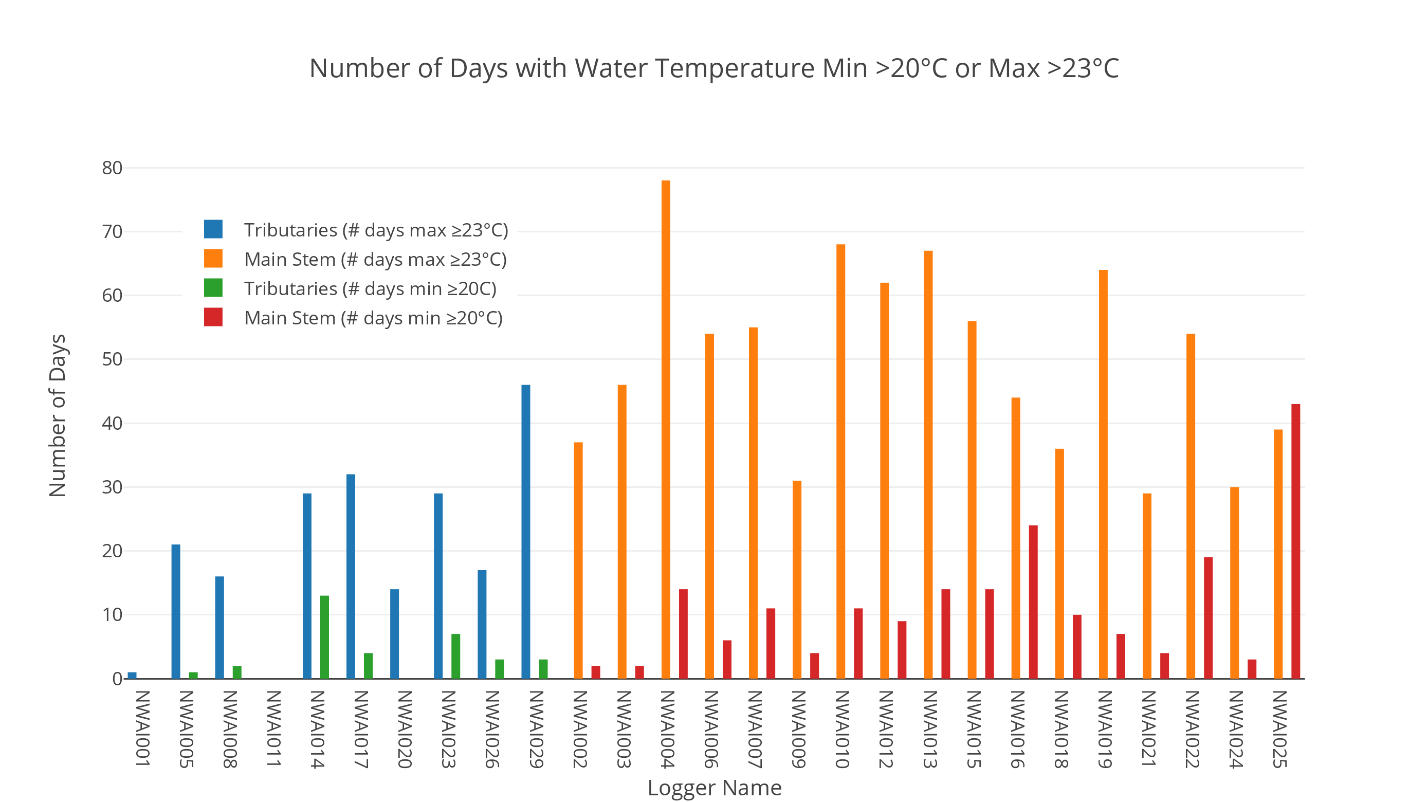 Number of Days with Water Temperature Min >20°C or Max >23°C
80
70
60
50
40
30
20
10
0
Number of Days
Tributaries (# days max ≥23°C)
Main Stem (# days max ≥23°C)
Tributaries (# days min ≥20C)
Main Stem (# days min ≥20°C)
NWAI001
NWAI005
NWAI008
NWAI011
NWAI014
NWAI017
NWAI020
NWAI023
NWAI026
NWAI029
NWAI002
NWAI003
NWAI004
NWAI006
NWAI007
NWAI009
NWAI010
NWAI012
NWAI013
NWAI015
NWAI016
NWAI018
NWAI019
NWAI021
NWAI022
NWAI024
NWAI025
Logger Name